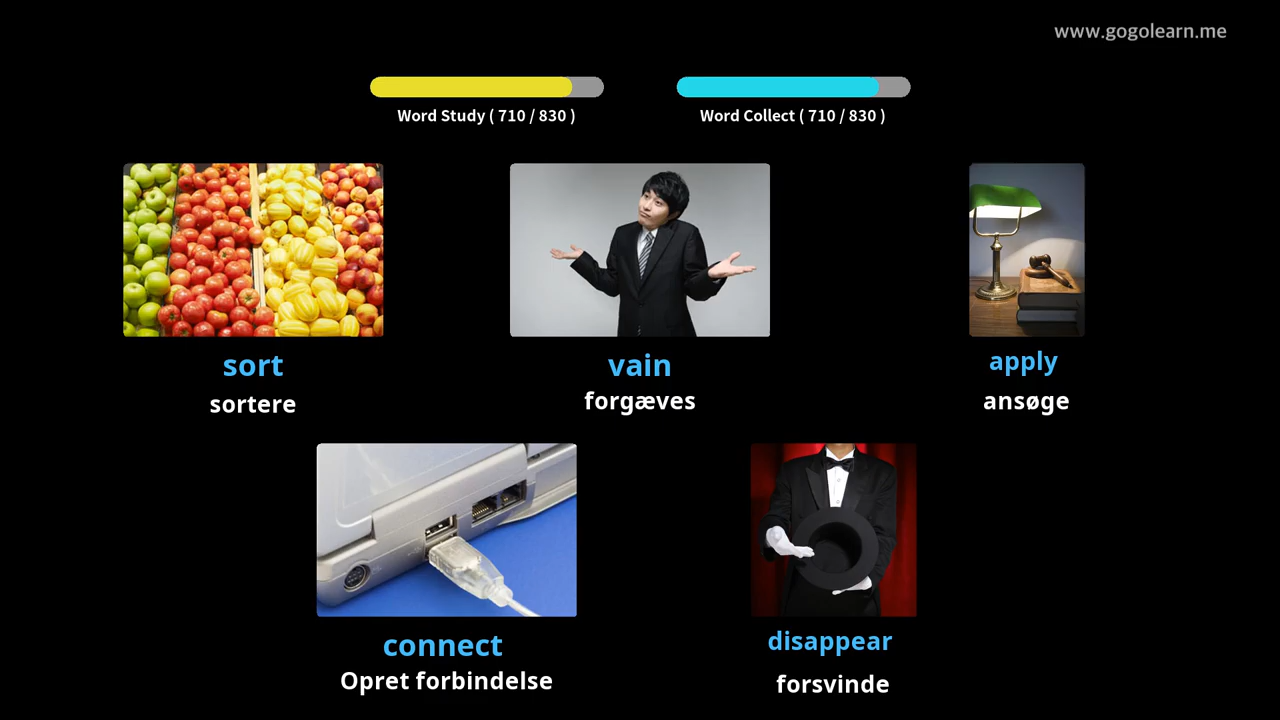 www.gogolearn.me
Word Study ( 710 / 830 )
Word Collect ( 710 / 830 )
sort
sortere
vain
forgæves
apply
ansøge
connect
Opret forbindelse
disappear
forsvinde